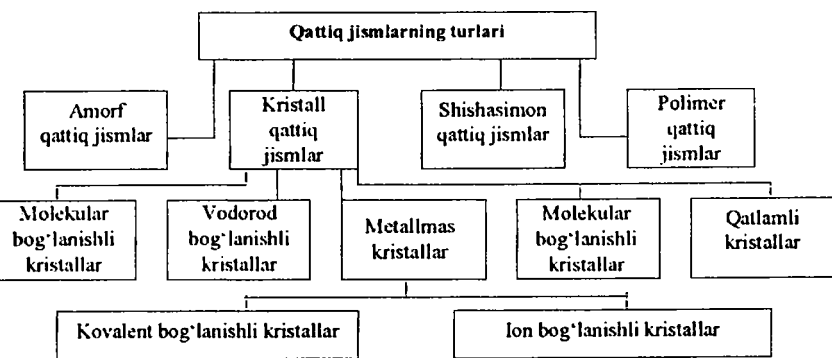 Qattiq jismlarning turlari
Amorf
qattiq jismlar
Kristall
qattiq
jismlar
Shishasimon
qattiq jismlar
Polimer
qattiq
jismlar
Molekular
bog‘lanishli
kristallar
Vodorod
bog‘lanishli
kristallar
Metallmas
kristallar
Molekular
bog‘lanishli
kristallar
Qatlamli
kristallar
Kovalent bog‘lanishli kristallar
Ion bog‘lanishli kristallar